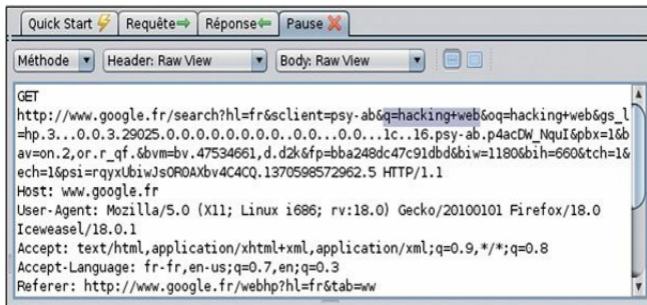 Quick Start Requête Réponse Pause
Méthode Header: Raw View Body: Raw View
GET
http://www.google.fr/search?hl=fr&sclient=psy-ab&q=hacking+web&oq=hacking+web&gs_l
=hp.3...0.0.3.29025.0.0.0.0.0.0.0.0..0.0...0.0...1c..16.psy-ab.p4acDW_NquI&pbx=1&b
av=on.2,or.r_qf.&bvm=bv.47534661,d.d2k&fp=bba248dc47c91dbd&biw=1180&bih=660&tch=1&
ech=1&psi=rqyxUbiwJsOROAXbv4C4CQ.1370598572962.5 HTTP/1.1
Host: www.google.fr
User-Agent: Mozilla/5.0 (X11; Linux i686; rv:18.0) Gecko/20100101 Firefox/18.0
Iceweasel/18.0.1
Accept: text/html,application/xhtml+xml,application/xml;q=0.9,*/*;q=0.8
Accept-Language: fr-fr,en-us;q=0.7,en;q=0.3
Referer: http://www.google.fr/webhp?hl=fr&tab=ww